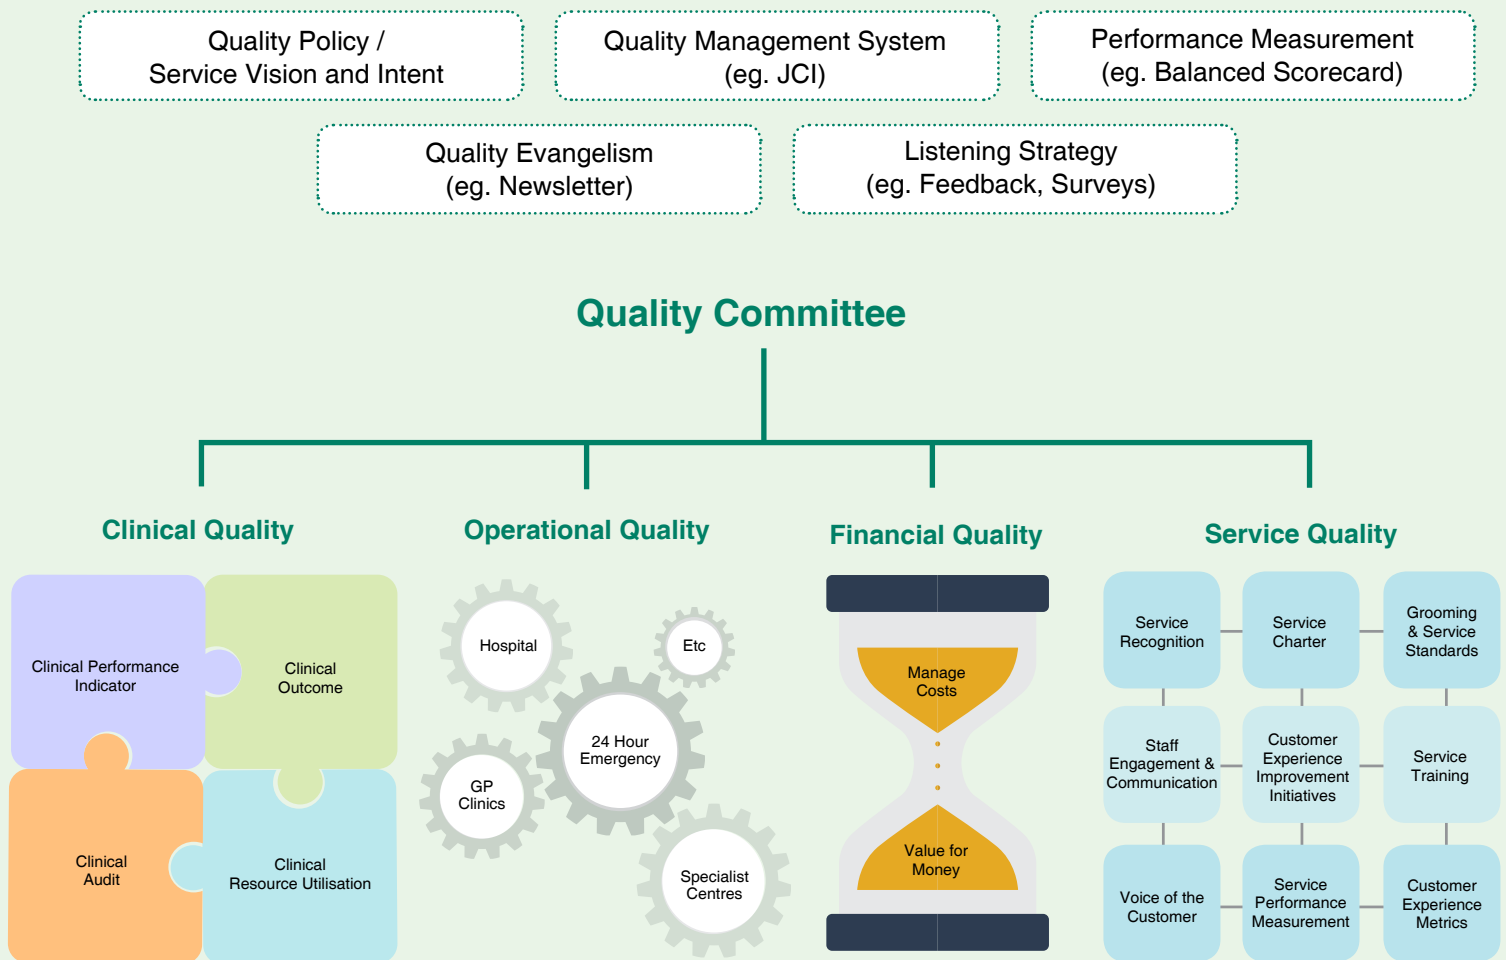 Quality Policy /
Service Vision and Intent
Quality Management System
(eg. JCI)
Performance Measurement
(eg. Balanced Scorecard)
Quality Evangelism
(eg. Newsletter)
Listening Strategy
(eg. Feedback, Surveys)
Quality Committee
Clinical Quality
Clinical Performance
Indicator
Clinical
Outcome
Clinical
Audit
Clinical
Resource Utilisation
Operational Quality
Hospital
Etc
24 Hour
Emergency
GP
Clinics
Specialist
Centres
Financial Quality
Manage
Costs
Value for
Money
Service Quality
Service
Recognition
Service
Charter
Grooming
& Service
Standards
Staff
Engagement &
Communication
Customer
Experience
Improvement
Initiatives
Service
Training
Voice of the
Customer
Service
Performance
Measurement
Customer
Experience
Metrics